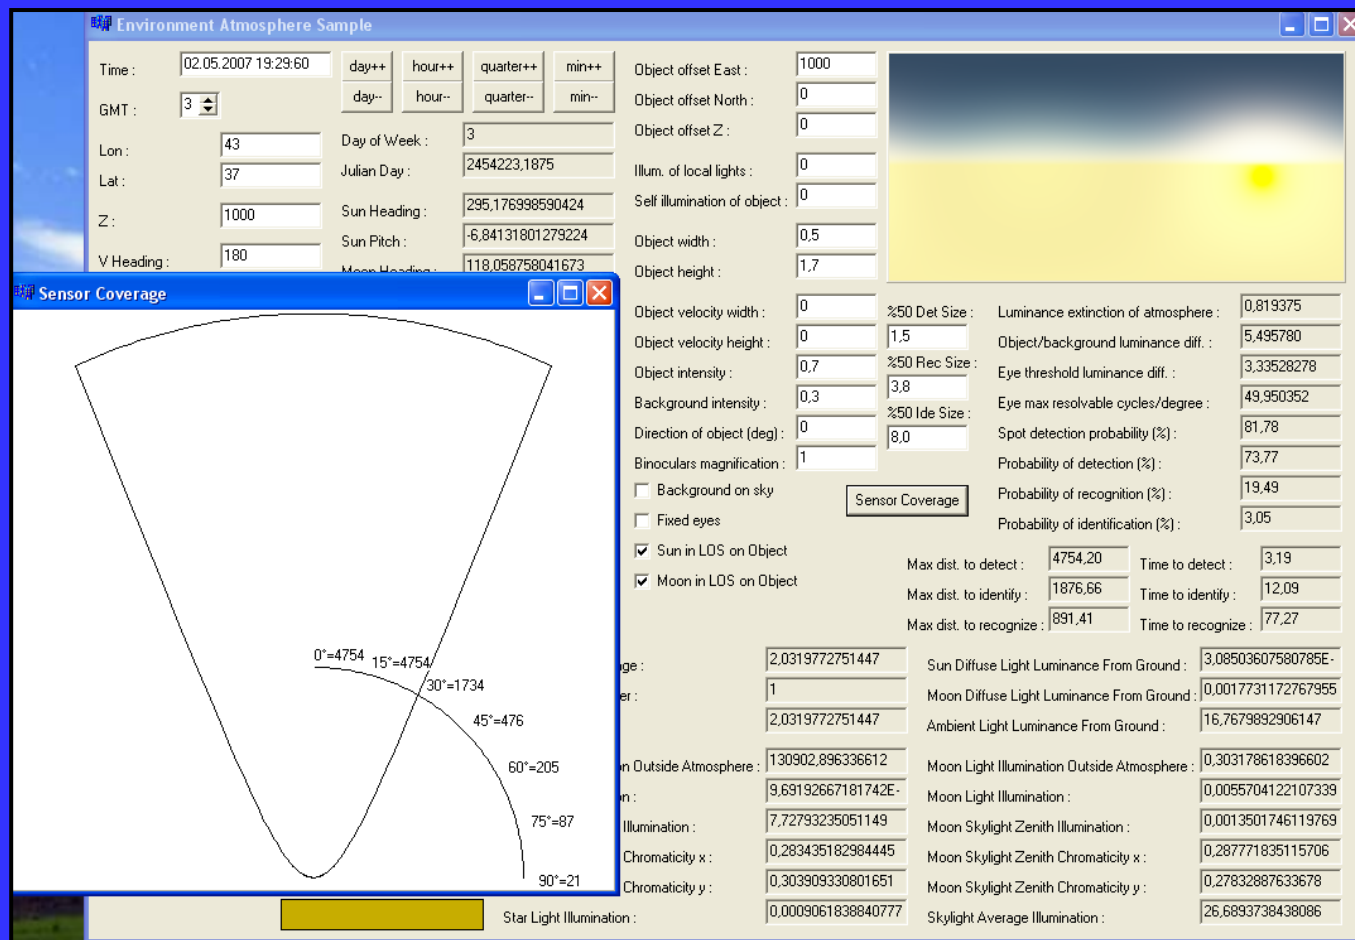 Environment Atmosphere Sample
Time : 02.05.2007 19:29:60 day++ hour++ quarter++ min++
GMT : 3 day-- hour-- quarter-- min--
Lon : 43
Lat : 37
Z : 1000
V Heading : 180
Day of Week : 3
Julian Day : 2454223,1875
Sun Heading : 295,176998590424
Sun Pitch : -6,84131801279224
Moon Heading : 118,058758041673
Object offset East : 1000
Object offset North : 0
Object offset Z : 0
Illum. of local lights : 0
Self illumination of object : 0
Object width : 0,5
Object height : 1,7
Object velocity width : 0
Object velocity height : 0
Object intensity : 0,7
Background intensity : 0,3
Direction of object (deg) : 0
Binoculars magnification : 1
Background on sky
Fixed eyes
Sun in LOS on Object
Moon in LOS on Object
%50 Det Size :
1,5
%50 Rec Size :
3,8
%50 Ide Size :
8,0
Sensor Coverage
Luminance extinction of atmosphere : 0,819375
Object/background luminance diff. : 5,495780
Eye threshold luminance diff. : 3,33528278
Eye max resolvable cycles/degree : 49,950352
Spot detection probability (%) : 81,78
Probability of detection (%) : 73,77
Probability of recognition (%) : 19,49
Probability of identification (%) : 3,05
Max dist. to detect : 4754,20 Time to detect : 3,19
Max dist. to identify : 1876,66 Time to identify : 12,09
Max dist. to recognize : 891,41 Time to recognize : 77,27
Sensor Coverage
0°=4754
15°=4754
30°=1734
45°=476
60°=205
75°=87
90°=21
ge : 2,0319772751447
er : 1
2,0319772751447
n Outside Atmosphere : 130902,896336612
on : 9,69192667181742E-
Illumination : 7,72793235051149
Chromaticity x : 0,283435182984445
Chromaticity y : 0,303909330801651
Star Light Illumination : 0,0009061838840777
Sun Diffuse Light Luminance From Ground : 3,08503607580785E-
Moon Diffuse Light Luminance From Ground : 0,0017731172767955
Ambient Light Luminance From Ground : 16,7679892906147
Moon Light Illumination Outside Atmosphere : 0,303178618396602
Moon Light Illumination : 0,0055704122107339
Moon Skylight Zenith Illumination : 0,0013501746119769
Moon Skylight Zenith Chromaticity x : 0,287771835115706
Moon Skylight Zenith Chromaticity y : 0,27832887633678
Skylight Average Illumination : 26,6893738438086